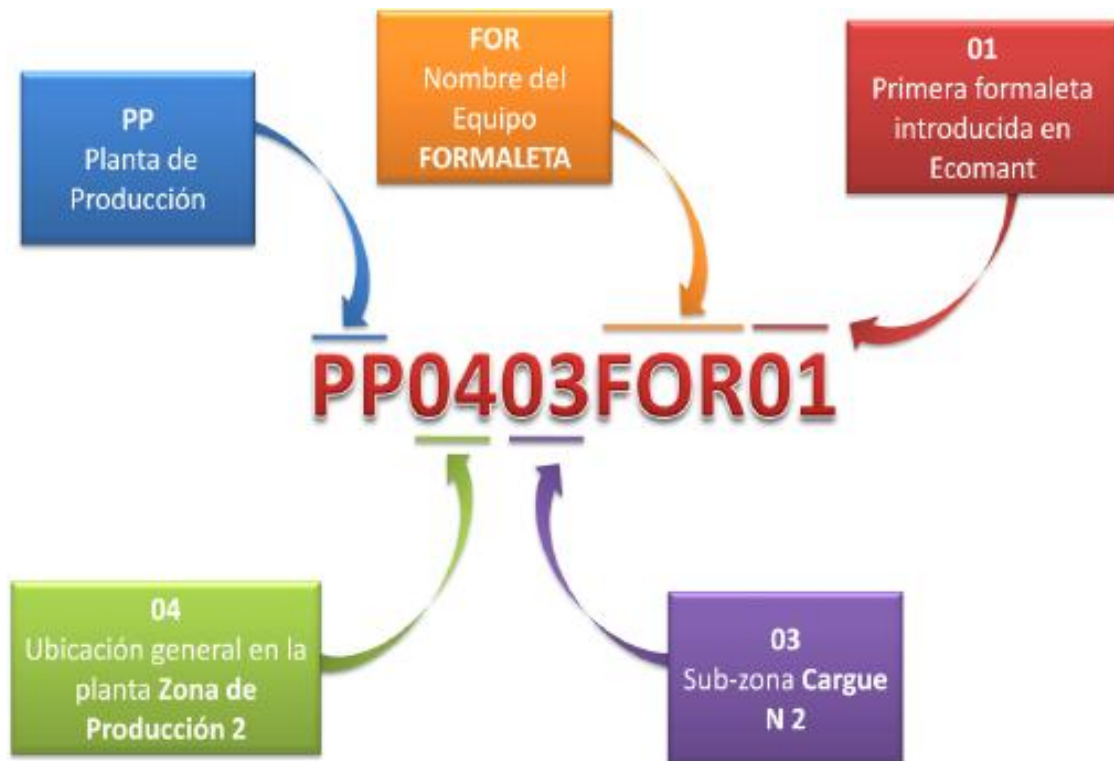 FOR
Nombre del
Equipo
FORMALETA
01
Primera formaleta
introducida en
Ecomant
PP
Planta de
Producción
PP0403FOR01
04
Ubicación general en la
planta Zona de
Producción 2
03
Sub-zona Cargue
N 2